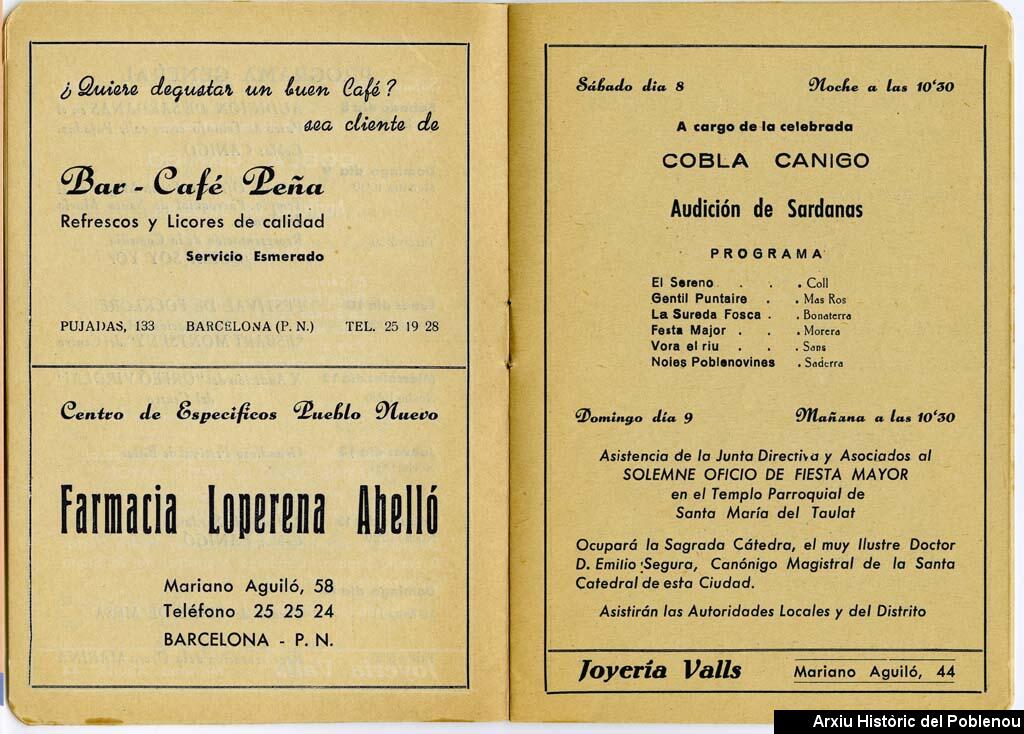 ¿Quiere degustar un buen Café?
sea cliente de
Bar - Café Peña
Refrescos y Licores de calidad
Servicio Esmerado
PUJADAS, 133 BARCELONA (P. N.) TEL. 25 19 28
Centro de Especificos Pueblo Nuevo
Farmacia Loperena Abelló
Mariano Aguiló, 58
Teléfono 25 25 24
BARCELONA - P. N.
Sábado dia 8 Noche a las 10'30
A cargo de la celebrada
COBLA CANIGO
Audición de Sardanas
PROGRAMA
El Sereno . . . Coll
Gentil Puntaire . . Mas Ros
La Sureda Fosca . . Bonaterra
Festa Major . . . Morera
Vora el riu . . . Sans
Noies Poblenovines . Saderra
Domingo día 9 Mañana a las 10'30
Asistencia de la Junta Directiva y Asociados al
SOLEMNE OFICIO DE FIESTA MAYOR
en el Templo Parroquial de
Santa María del Taulat
Ocupará la Sagrada Cátedra, el muy Ilustre Doctor
D. Emilio Segura, Canónigo Magistral de la Santa
Catedral de esta Ciudad.
Asistirán las Autoridades Locales y del Distrito
Joyería Valls Mariano Aguiló, 44
Arxiu Històric del Poblenou